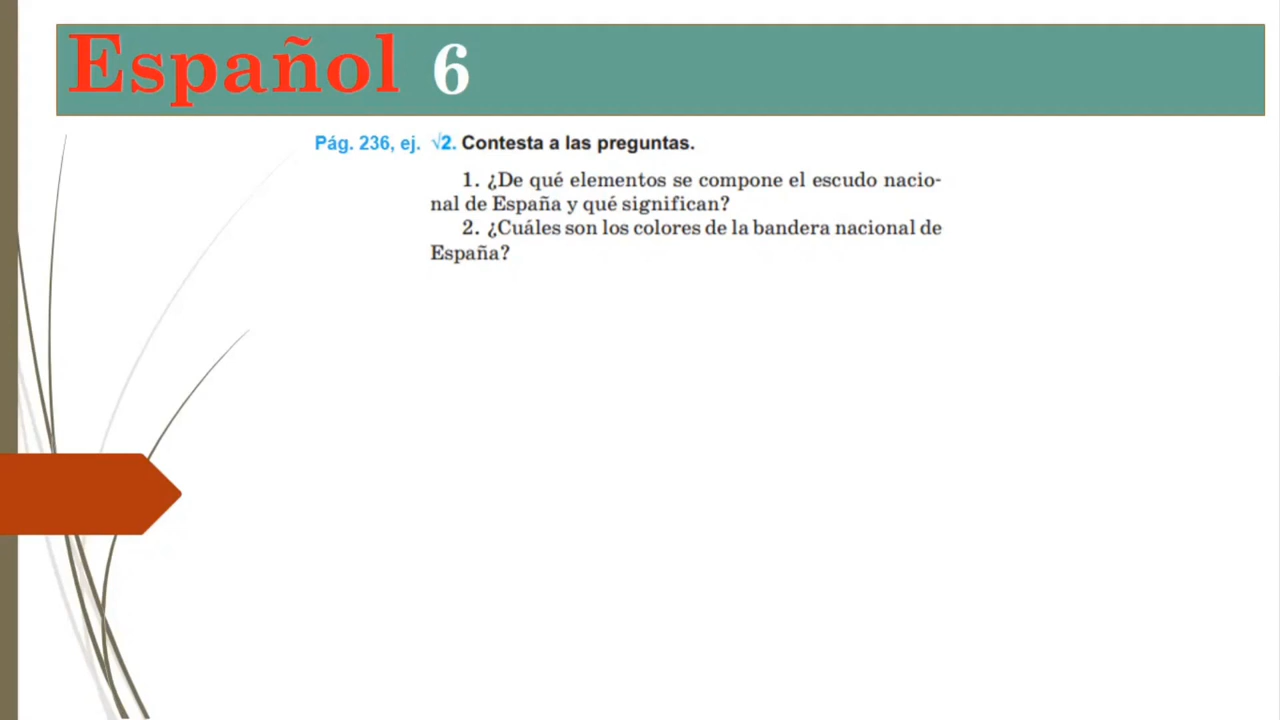 Español 6
Pág. 236, ej. √2. Contesta a las preguntas.
1. ¿De qué elementos se compone el escudo nacio-
nal de España y qué significan?
2. ¿Cuáles son los colores de la bandera nacional de
España?